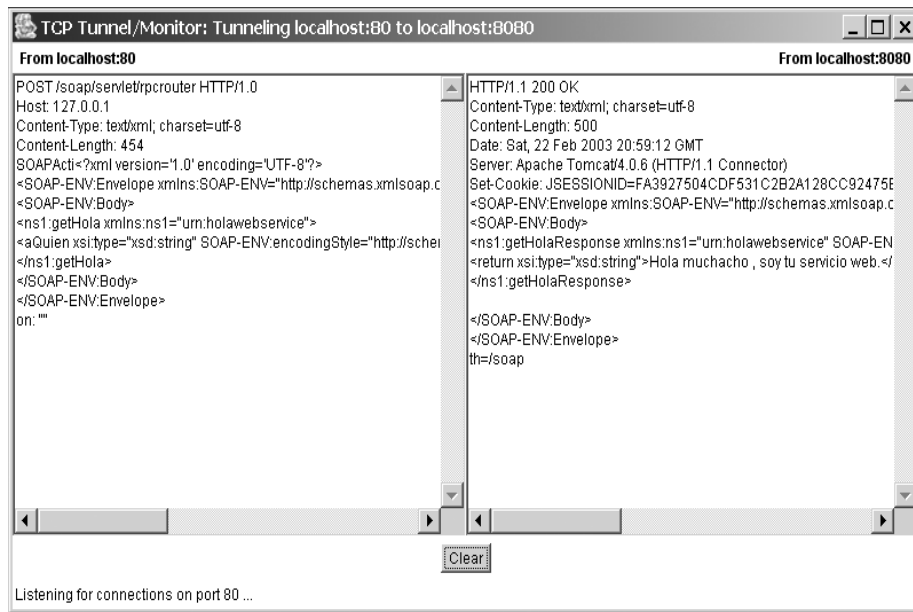 TCP Tunnel/Monitor: Tunneling localhost:80 to localhost:8080
From localhost:80
From localhost:8080
POST /soap/servlet/rpcrouter HTTP/1.0
Host: 127.0.0.1
Content-Type: text/xml; charset=utf-8
Content-Length: 454
SOAPActi<?xml version='1.0' encoding='UTF-8'?>
<SOAP-ENV:Envelope xmlns:SOAP-ENV="http://schemas.xmlsoap.o
<SOAP-ENV:Body>
<ns1:getHola xmlns:ns1="urn:holawebservice">
<aQuien xsi:type="xsd:string" SOAP-ENV:encodingStyle="http://scher
</ns1:getHola>
</SOAP-ENV:Body>
</SOAP-ENV:Envelope>
on: ""
HTTP/1.1 200 OK
Content-Type: text/xml; charset=utf-8
Content-Length: 500
Date: Sat, 22 Feb 2003 20:59:12 GMT
Server: Apache Tomcat/4.0.6 (HTTP/1.1 Connector)
Set-Cookie: JSESSIONID=FA3927504CDF531C2B2A128CC92475E
<SOAP-ENV:Envelope xmlns:SOAP-ENV="http://schemas.xmlsoap.o
<SOAP-ENV:Body>
<ns1:getHolaResponse xmlns:ns1="urn:holawebservice" SOAP-EN
<return xsi:type="xsd:string">Hola muchacho , soy tu servicio web.</
</ns1:getHolaResponse>
</SOAP-ENV:Body>
</SOAP-ENV:Envelope>
th=/soap
Clear
Listening for connections on port 80 ...